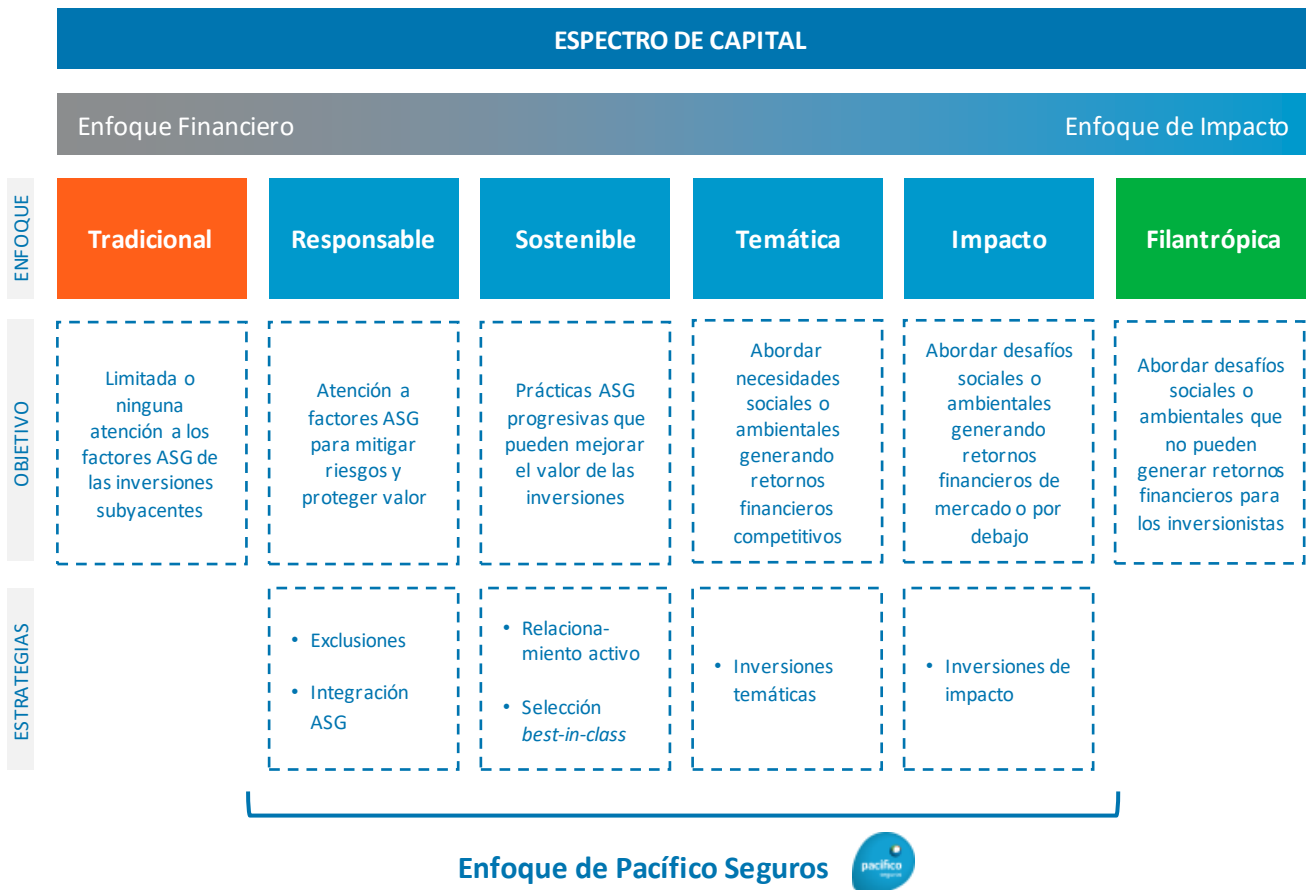 ESPECTRO DE CAPITAL
Enfoque Financiero
Enfoque de Impacto
ENFOQUE
Tradicional
Responsable
Sostenible
Temática
Impacto
Filantrópica
OBJETIVO
Limitada o
ninguna
atención a los
factores ASG de
las inversiones
subyacentes
Atención a
factores ASG
para mitigar
riesgos y
proteger valor
Prácticas ASG
progresivas que
pueden mejorar
el valor de las
inversiones
Abordar
necesidades
sociales o
ambientales
generando
retornos
financieros
competitivos
Abordar desafíos
sociales o
ambientales
generando
retornos
financieros de
mercado o por
debajo
Abordar desafíos
sociales o
ambientales que
no pueden
generar retornos
financieros para
los inversionistas
ESTRATEGIAS
• Exclusiones
• Integración
ASG
• Relaciona-
miento activo
• Selección
best-in-class
• Inversiones
temáticas
• Inversiones de
impacto
Enfoque de Pacífico Seguros
pacífico
seguros